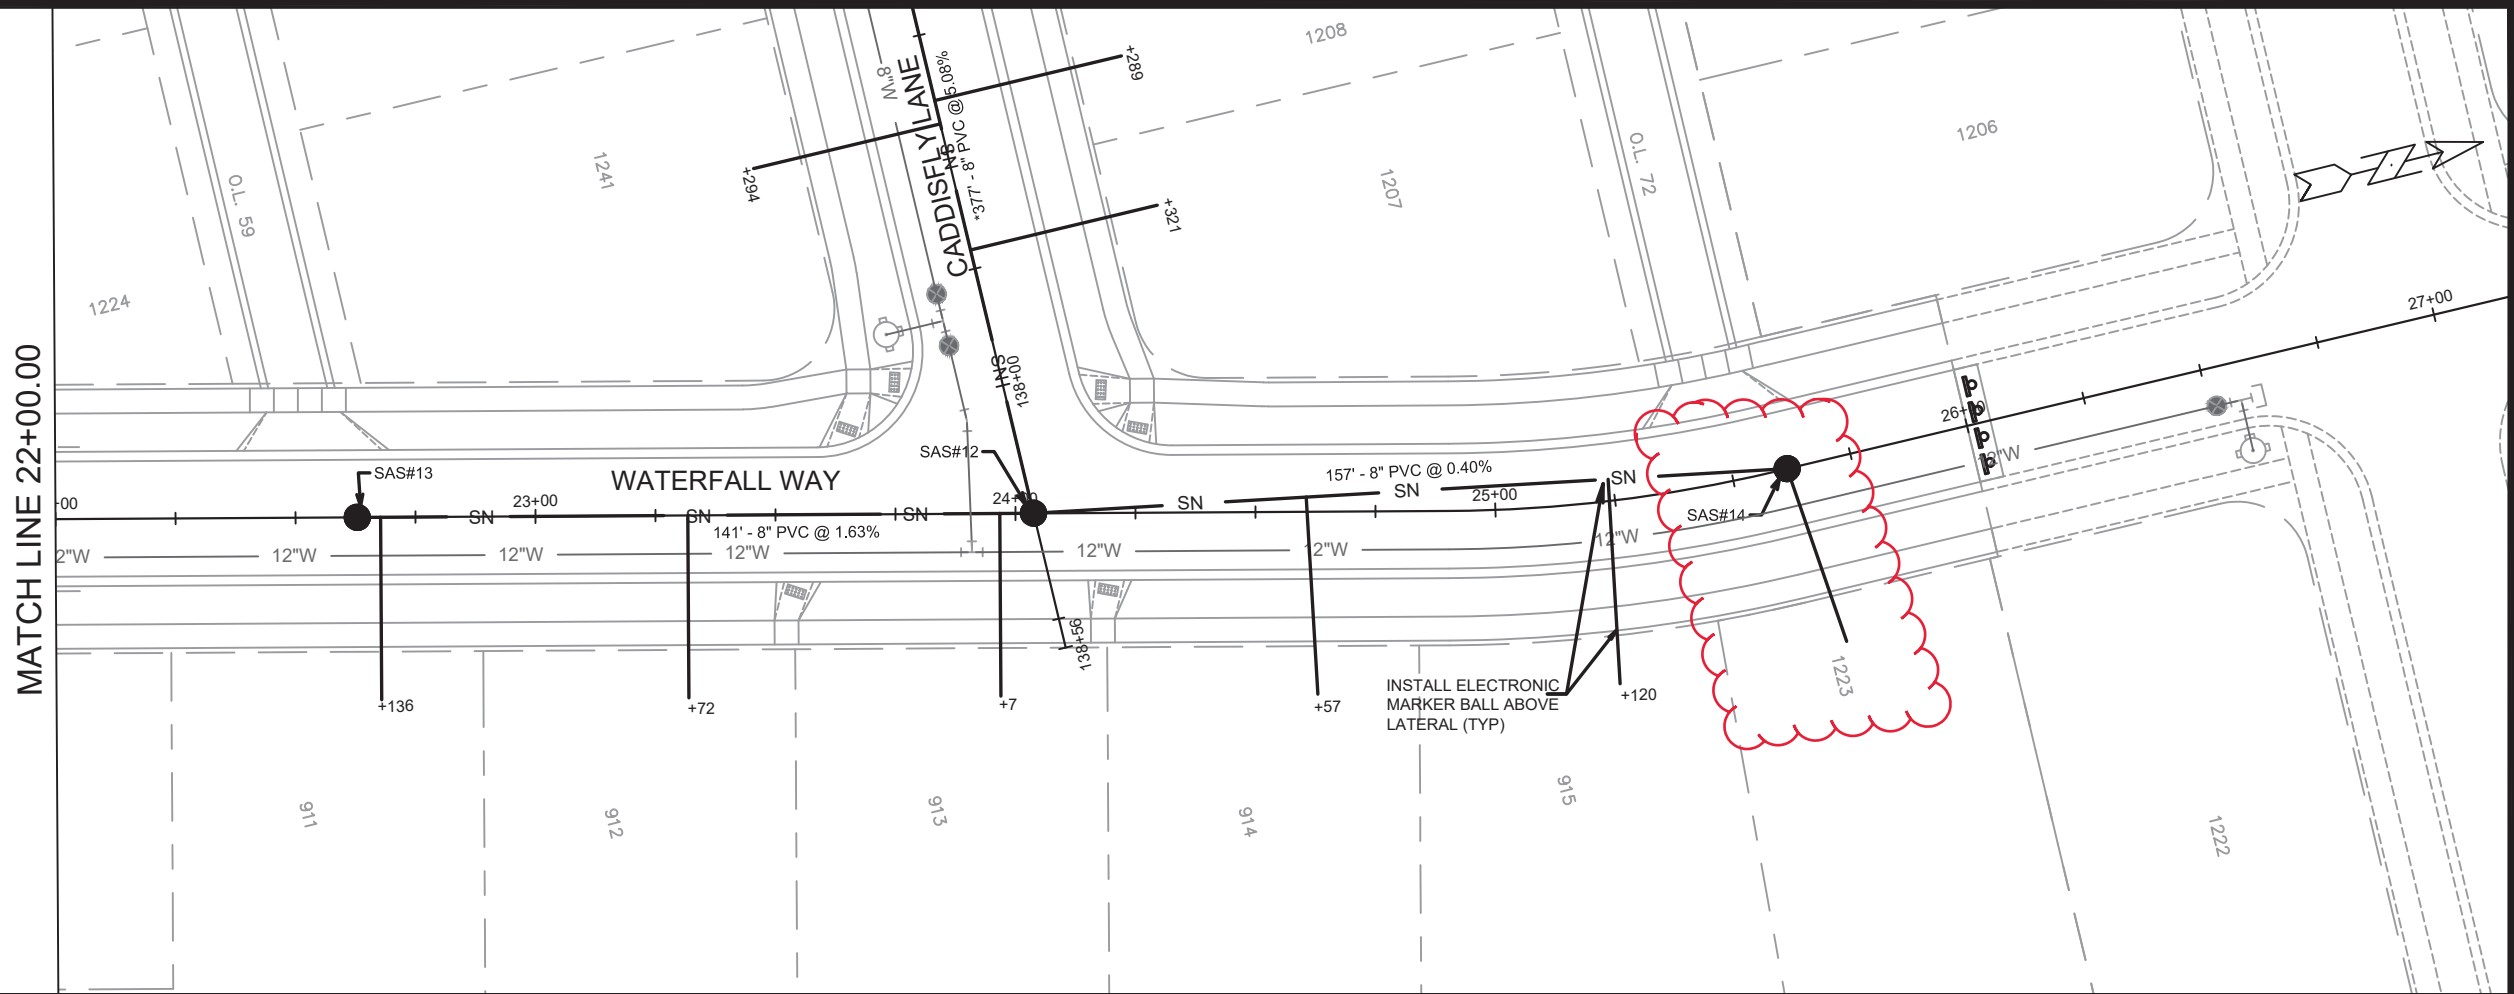 MATCH LINE 22+00.00
1224
O.L. 59
1241
+294
8"W
CADDISFLY LANE
*377' - 8" PVC @ 5.08%
+289
+321
1208
1207
O.L. 72
1206
N
27+00
SN
138+00
SAS#12
SAS#13
WATERFALL WAY
+00
23+00
24+00
25+00
26+00
157' - 8" PVC @ 0.40%
SN
SN
SN
SN
SN
SN
141' - 8" PVC @ 1.63%
SAS#14
2"W
12"W
12"W
12"W
12"W
12"W
12"W
12"W
138+56
+136
+72
+7
+57
+120
INSTALL ELECTRONIC
MARKER BALL ABOVE
LATERAL (TYP)
1223
911
912
913
914
915
1222